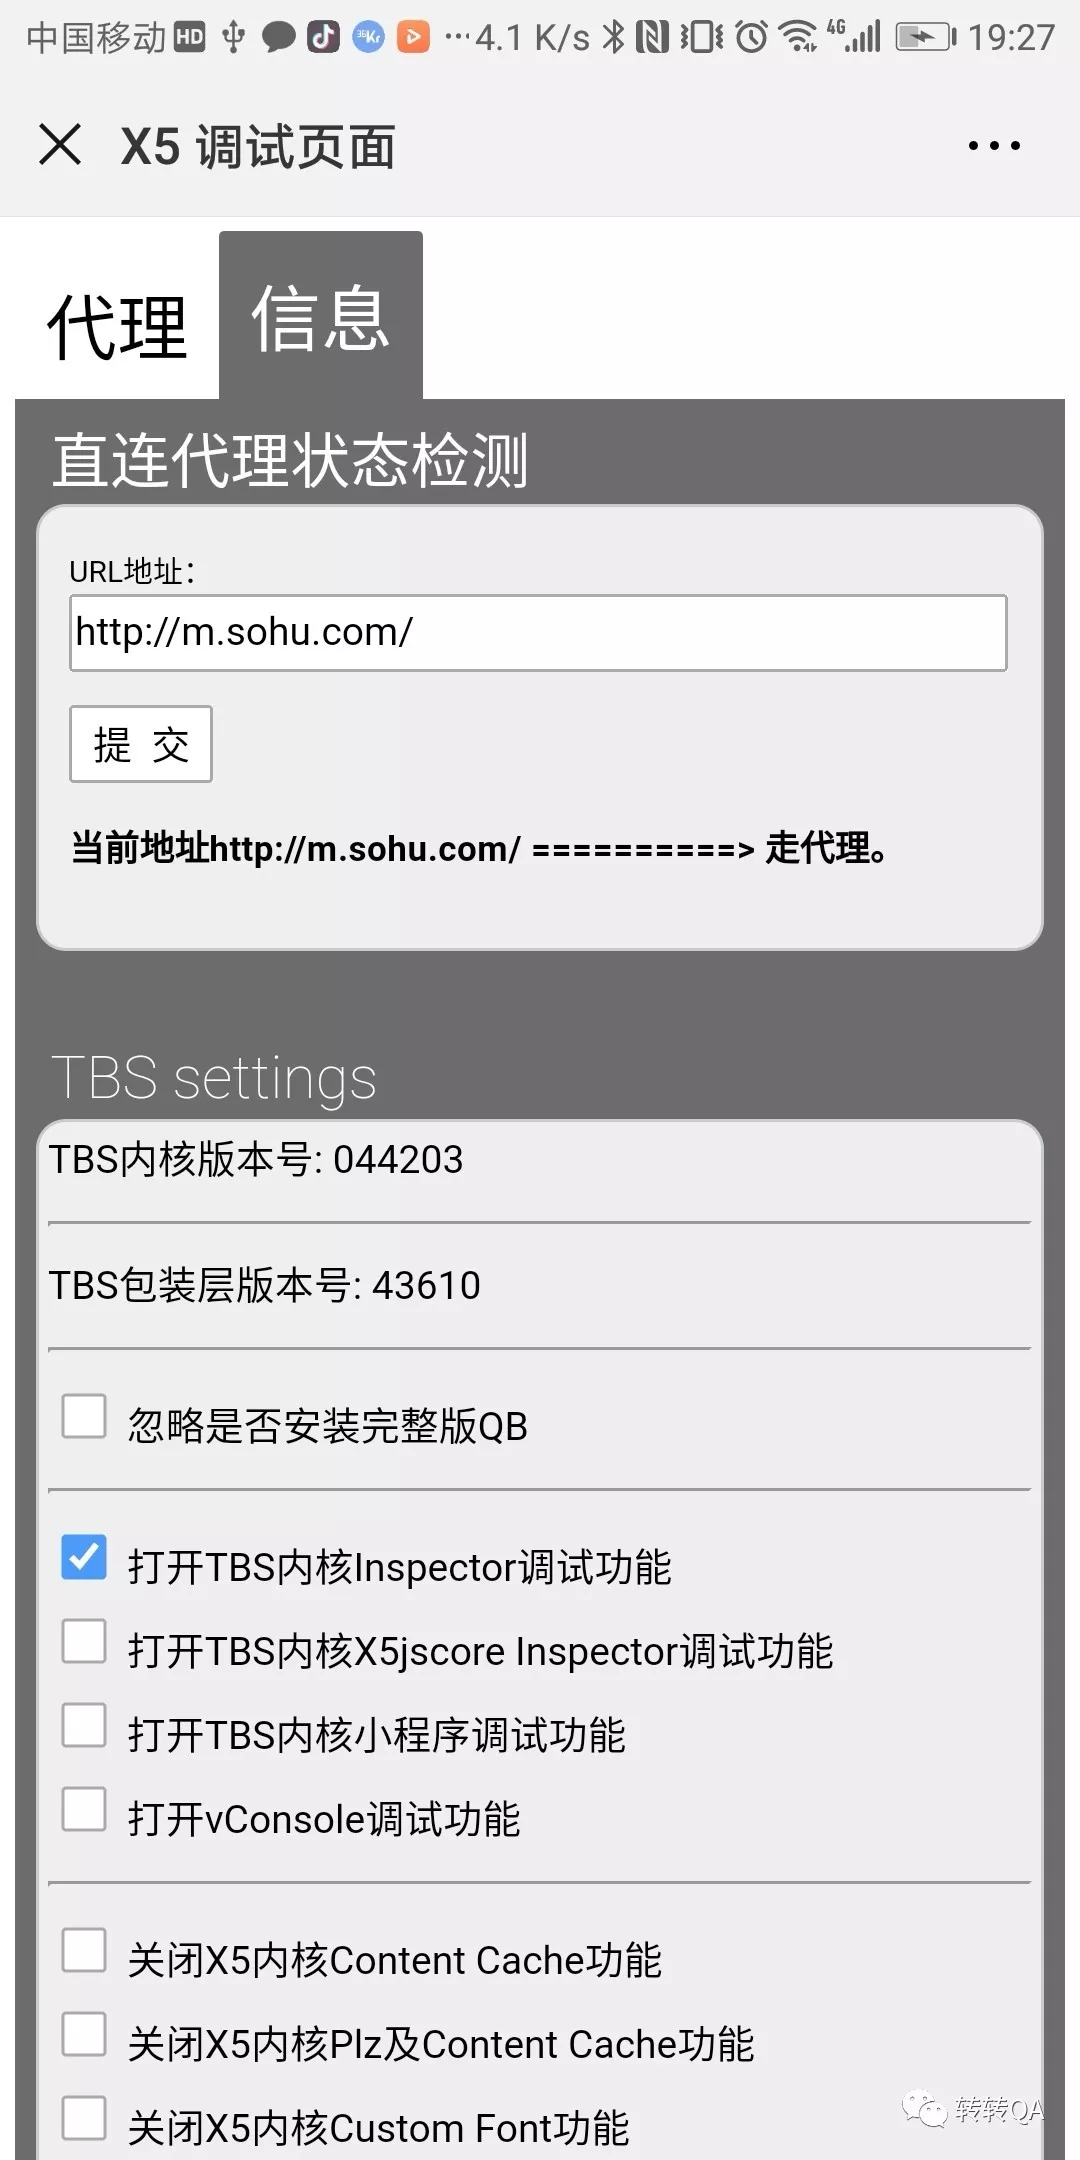 中国移动 HD 36Kr ···4.1 K/s 4G 19:27
X5 调试页面
代理 信息
直连代理状态检测
URL地址：
http://m.sohu.com/
提 交
当前地址http://m.sohu.com/ ==========> 走代理。
TBS settings
TBS内核版本号: 044203
TBS包装层版本号: 43610
忽略是否安装完整版QB
打开TBS内核Inspector调试功能
打开TBS内核X5jscore Inspector调试功能
打开TBS内核小程序调试功能
打开vConsole调试功能
关闭X5内核Content Cache功能
关闭X5内核Plz及Content Cache功能
关闭X5内核Custom Font功能
转转QA